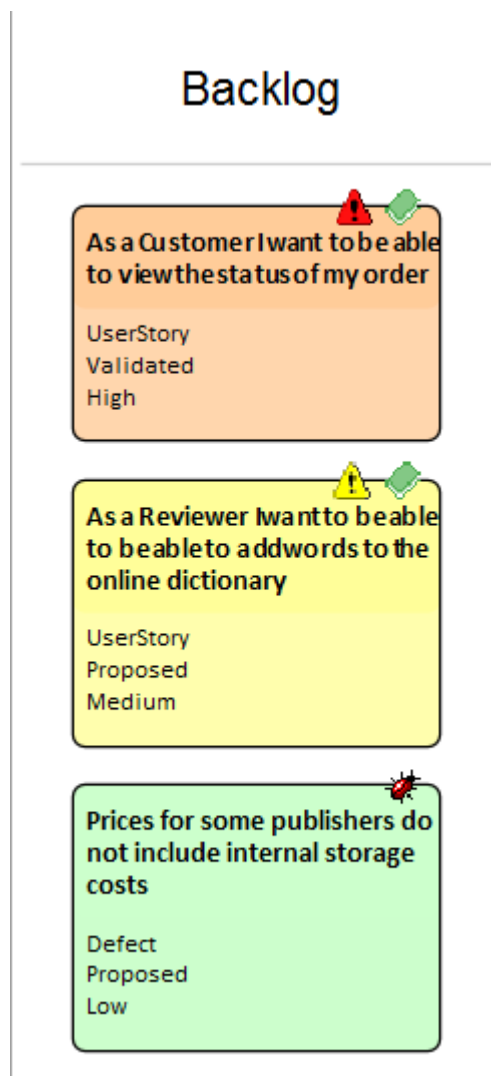 Backlog
As a Customer I want to be able
to view the status of my order
UserStory
Validated
High
As a Reviewer I want to be able
to be able to add words to the
online dictionary
UserStory
Proposed
Medium
Prices for some publishers do
not include internal storage
costs
Defect
Proposed
Low